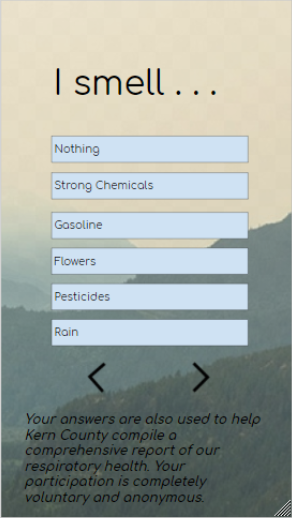 I smell . . .
Nothing
Strong Chemicals
Gasoline
Flowers
Pesticides
Rain
Your answers are also used to help
Kern County compile a
comprehensive report of our
respiratory health. Your
participation is completely
voluntary and anonymous.